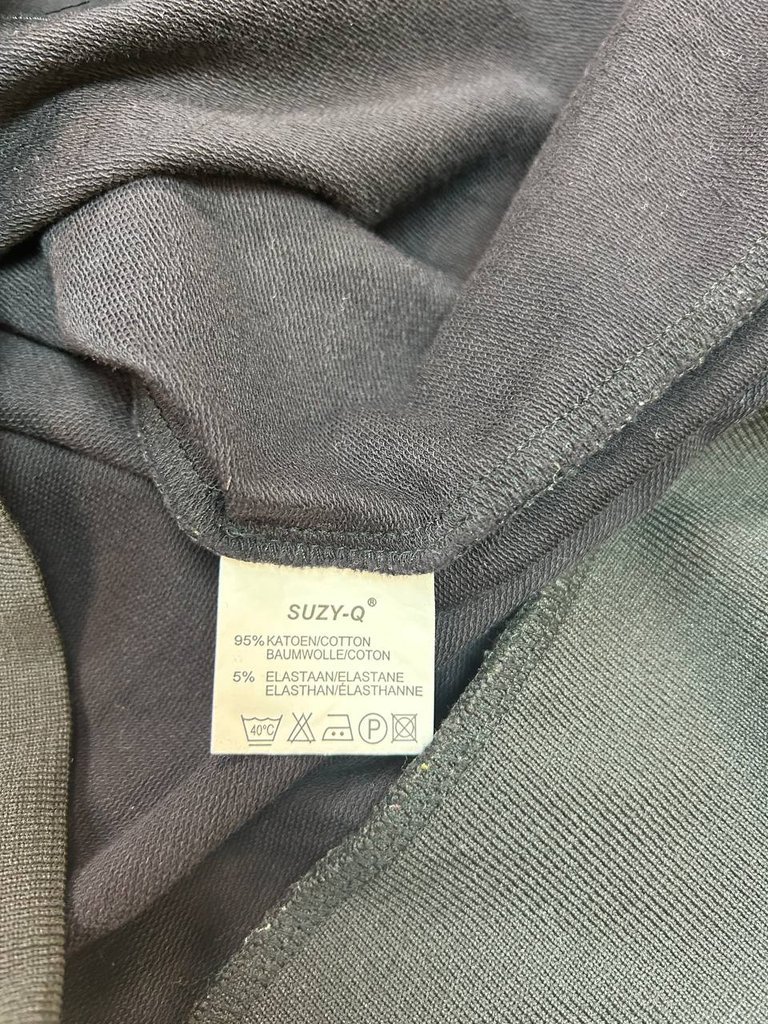 SUZY-Q®
95% KATOEN/COTTON
BAUMWOLLE/COTON
5% ELASTAAN/ELASTANE
ELASTHAN/ÉLASTHANNE
40°C P